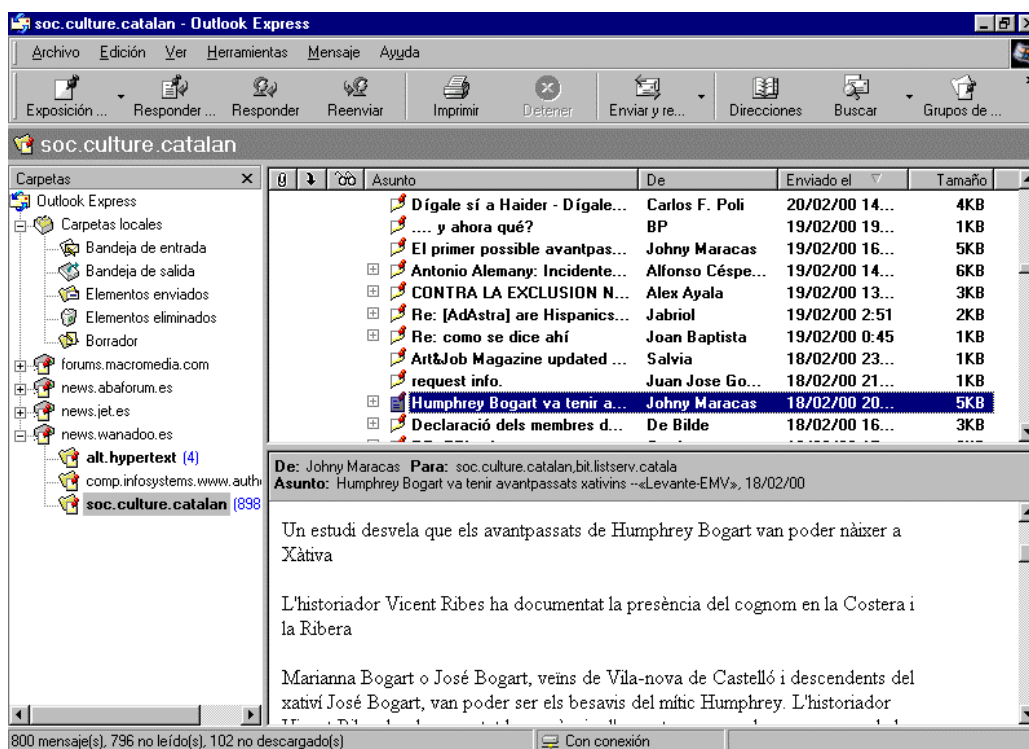 soc.culture.catalan - Outlook Express
Archivo Edición Ver Herramientas Mensaje Ayuda
Exposición ... Responder ... Responder Reenviar Imprimir Detener Enviar y re... Direcciones Buscar Grupos de ...
soc.culture.catalan
Carpetas
Outlook Express
Carpetas locales
Bandeja de entrada
Bandeja de salida
Elementos enviados
Elementos eliminados
Borrador
forums.macromedia.com
news.abaforum.es
news.jet.es
news.wanadoo.es
alt.hypertext (4)
comp.infosystems.www.auth
soc.culture.catalan (898
Asunto De Enviado el Tamaño
Dígale sí a Haider - Dígale... Carlos F. Poli 20/02/00 14... 4KB
.... y ahora qué? BP 19/02/00 19... 1KB
El primer possible avantpas... Johny Maracas 19/02/00 16... 5KB
Antonio Alemany: Incidente... Alfonso Céspe... 19/02/00 14... 6KB
CONTRA LA EXCLUSION N... Alex Ayala 19/02/00 13... 3KB
Re: [AdAstra] are Hispanics... Jabriol 19/02/00 2:51 2KB
Re: como se dice ahí Joan Baptista 19/02/00 0:45 1KB
Art&Job Magazine updated ... Salvia 18/02/00 23... 1KB
request info. Juan Jose Go... 18/02/00 21... 1KB
Humphrey Bogart va tenir a... Johny Maracas 18/02/00 20... 5KB
Declaració dels membres d... De Bilde 18/02/00 16... 3KB
De: Johny Maracas Para: soc.culture.catalan,bit.listserv.catala
Asunto: Humphrey Bogart va tenir avantpassats xativins --«Levante-EMV», 18/02/00
Un estudi desvela que els avantpassats de Humphrey Bogart van poder nàixer a
Xàtiva
L'historiador Vicent Ribes ha documentat la presència del cognom en la Costera i
la Ribera
Marianna Bogart o José Bogart, veïns de Vila-nova de Castelló i descendents del
xativí José Bogart, van poder ser els besavis del mític Humphrey. L'historiador
800 mensaje(s), 796 no leído(s), 102 no descargado(s) Con conexión